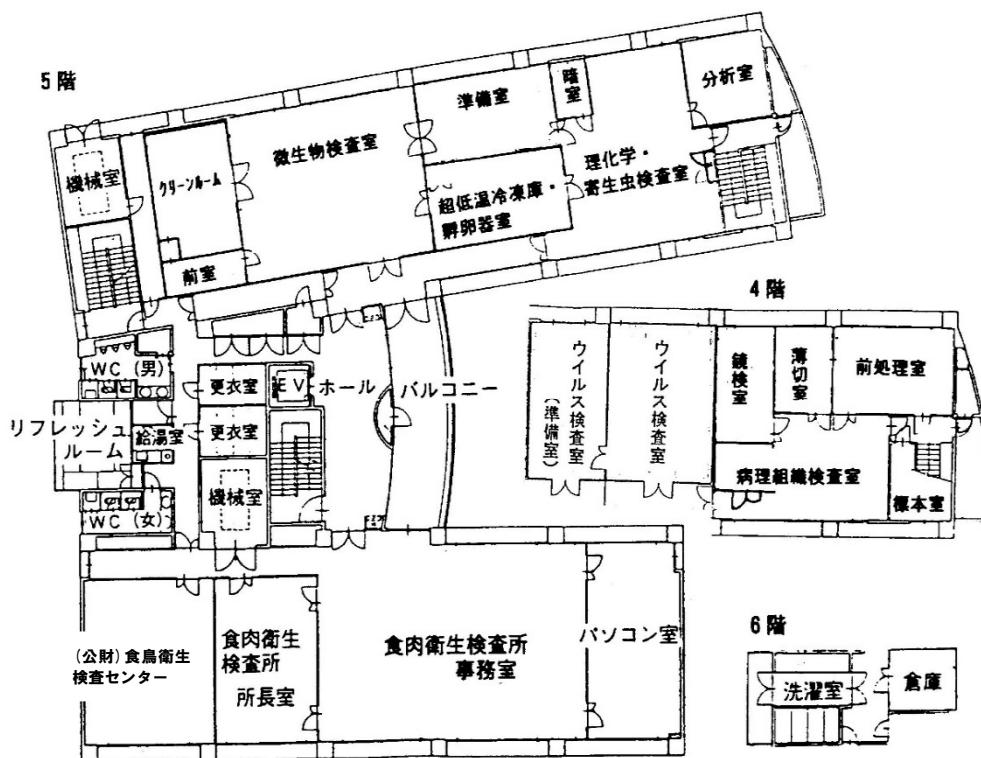 5階
機械室
クリーンルーム
前室
微生物検査室
準備室
暗室
分析室
超低温冷凍庫・
孵卵器室
理化学・
寄生虫検査室
WC（男）
リフレッシュ
ルーム
給湯室
WC（女）
更衣室
更衣室
機械室
EV
ホール
バルコニー
（公財）食鳥衛生
検査センター
食肉衛生
検査所
所長室
食肉衛生検査所
事務室
パソコン室
4階
ウイルス検査室
（準備室）
ウイルス検査室
鏡検室
薄切室
前処理室
病理組織検査室
標本室
6階
洗濯室
倉庫